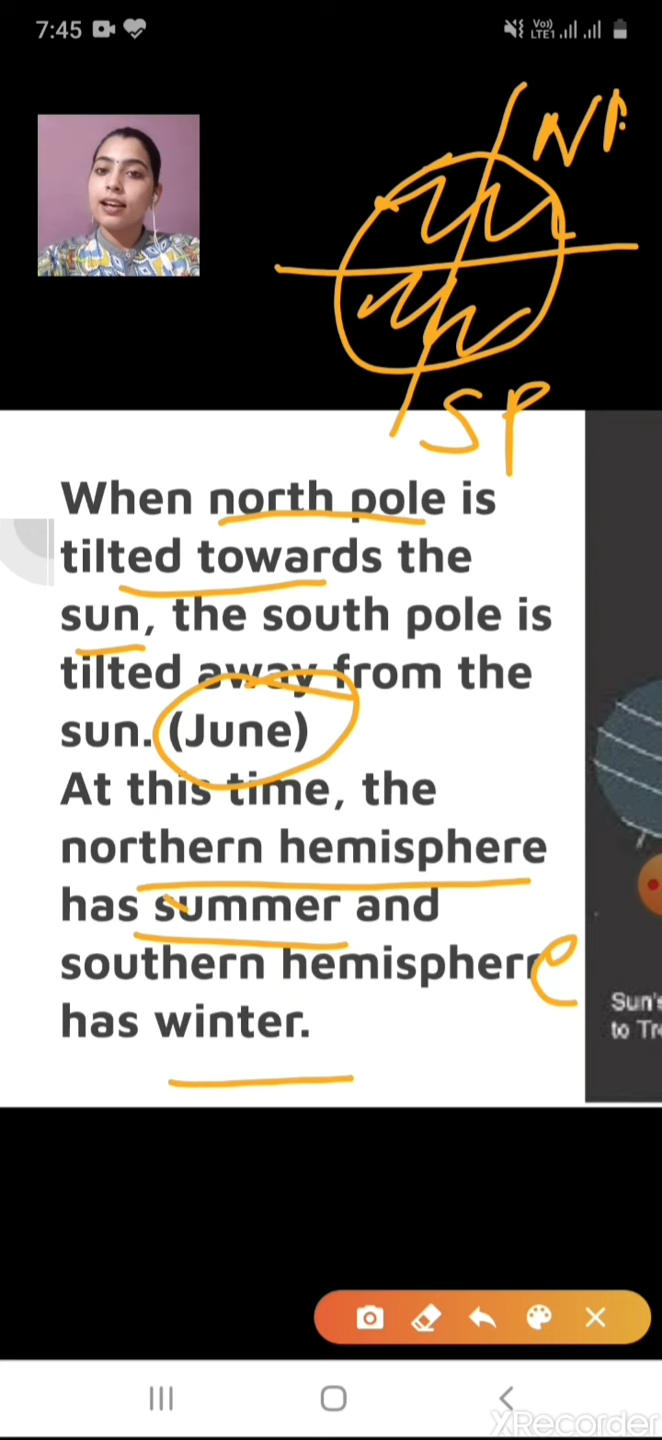 7:45
Vo))
LTE1
N
SP
When north pole is
tilted towards the
sun, the south pole is
tilted away from the
sun. (June)
At this time, the
northern hemisphere
has summer and
southern hemisphere
has winter.
Sun's
to Tr
XRecorder